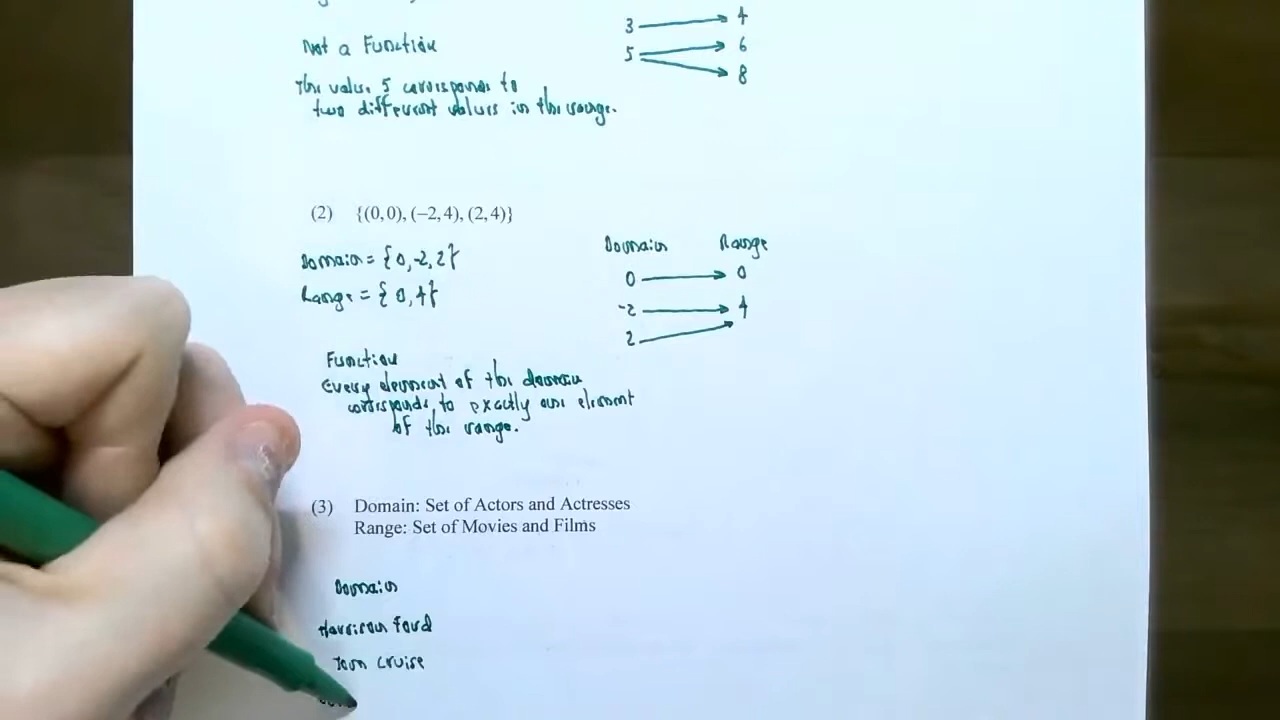 3 4
Not a Function
5 6
8
The value 5 corresponds to
two different values in the range.
(2) {(0,0), (−2,4), (2,4)}
Domain Range
Domain = {0,-2,2}
0 0
Range = {0,4}
-2 4
2
Function
Every element of the domain
corresponds to exactly one element
of the range.
(3) Domain: Set of Actors and Actresses
Range: Set of Movies and Films
Domain
Harrison Ford
Tom Cruise